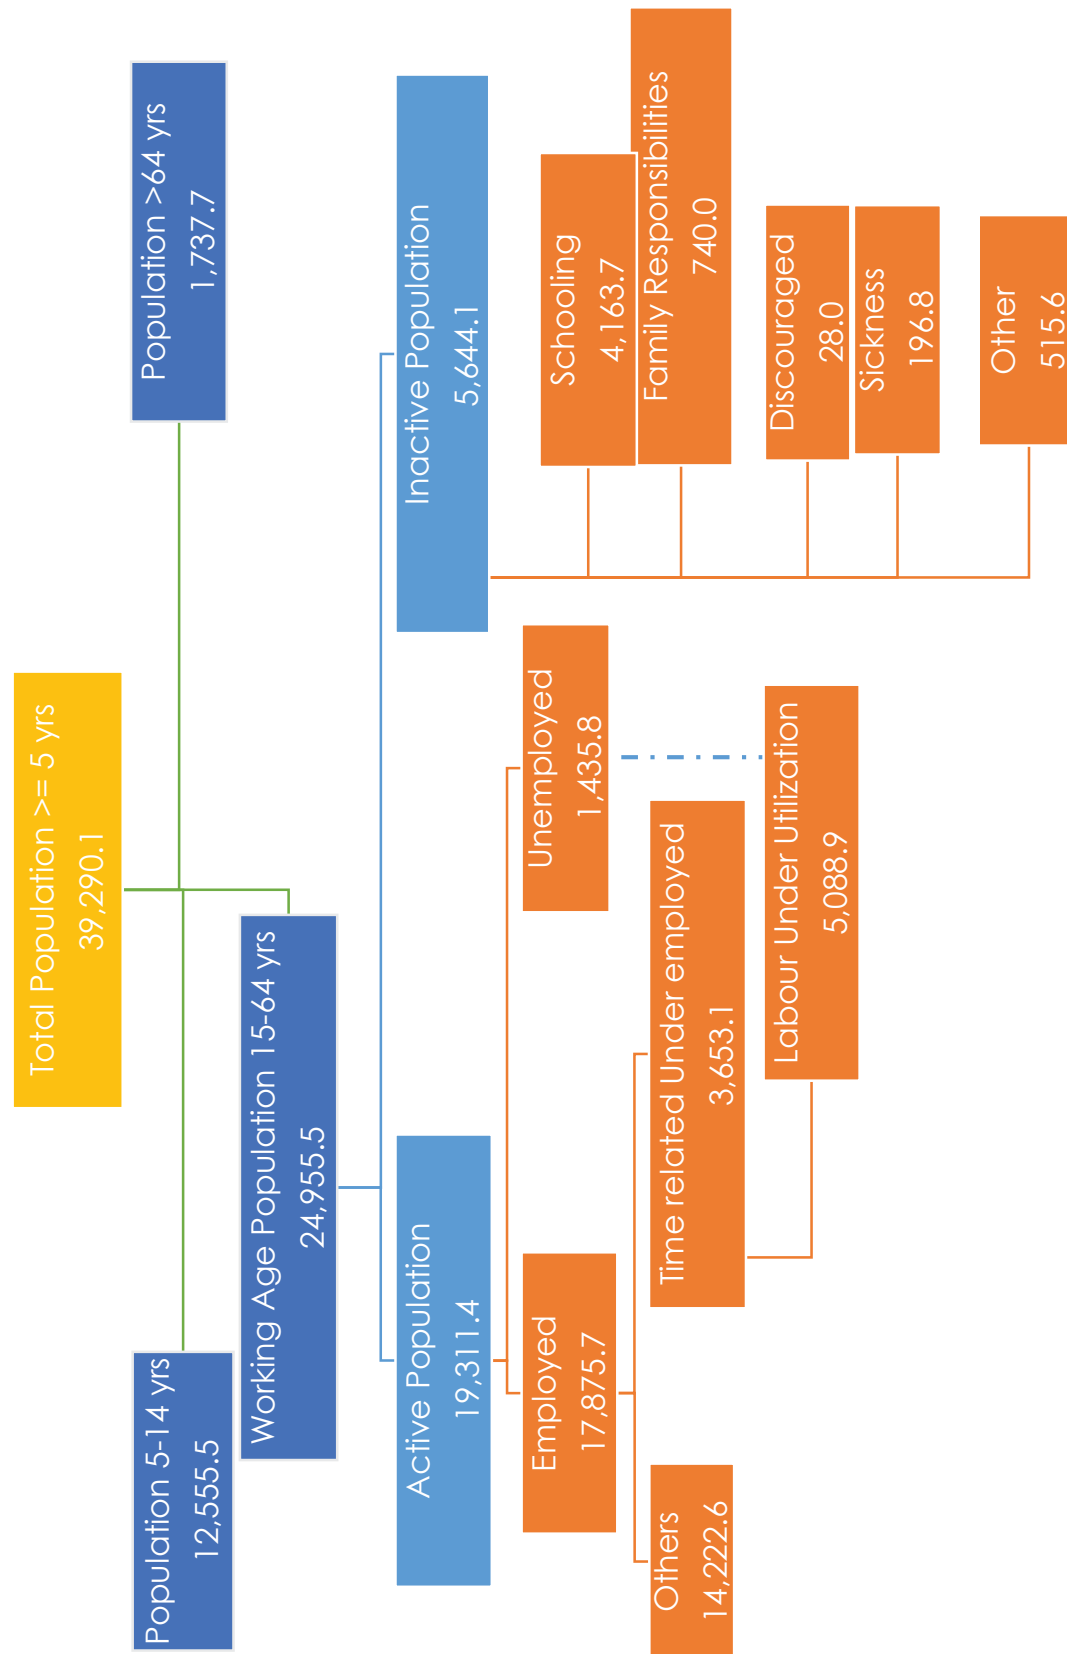 Total Population >= 5 yrs
39,290.1
Population 5-14 yrs
12,555.5
Population >64 yrs
1,737.7
Working Age Population 15-64 yrs
24,955.5
Active Population
19,311.4
Inactive Population
5,644.1
Employed
17,875.7
Unemployed
1,435.8
Schooling
4,163.7
Family Responsibilities
740.0
Others
14,222.6
Time related Under employed
3,653.1
Labour Under Utilization
5,088.9
Discouraged
28.0
Sickness
196.8
Other
515.6